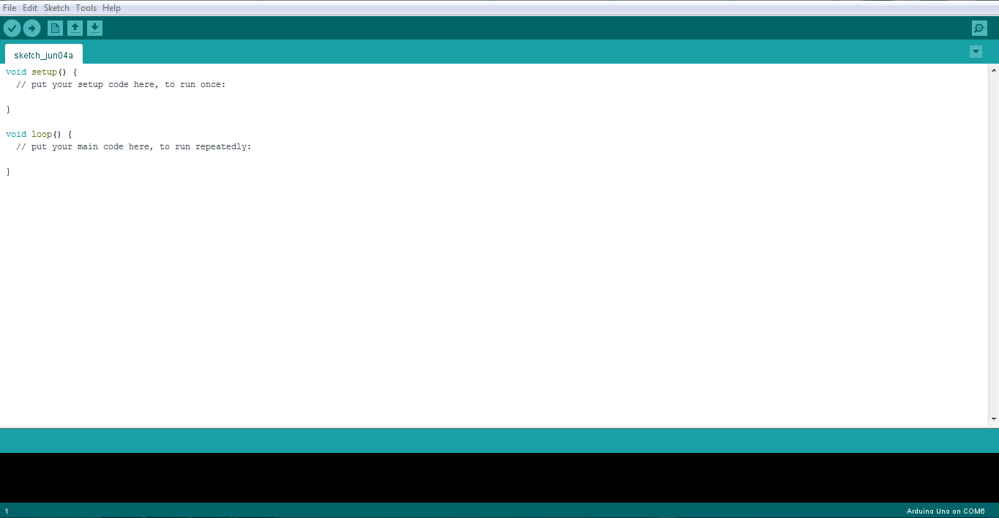 File Edit Sketch Tools Help
sketch_jun04a
void setup() {
  // put your setup code here, to run once:
}
void loop() {
  // put your main code here, to run repeatedly:
}
1
Arduino Uno on COM6